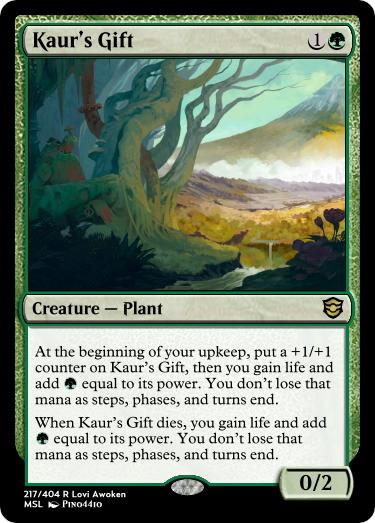 Kaur's Gift 1
Creature — Plant
At the beginning of your upkeep, put a +1/+1
counter on Kaur's Gift, then you gain life and
add equal to its power. You don't lose that
mana as steps, phases, and turns end.
When Kaur's Gift dies, you gain life and add
equal to its power. You don't lose that
mana as steps, phases, and turns end.
0/2
217/404 R Lovi Awoken
MSL Pino4410